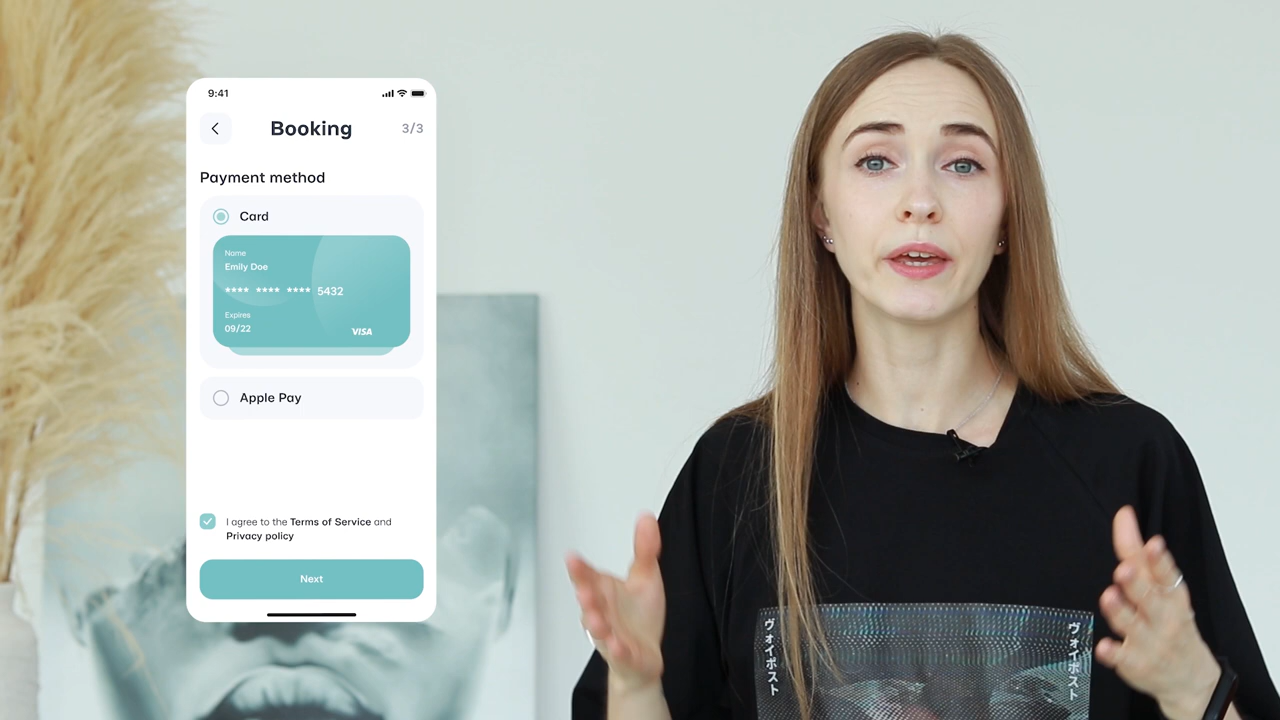 9:41
Booking
3/3
Payment method
Card
Name
Emily Doe
**** **** **** 5432
Expires
09/22
VISA
Apple Pay
I agree to the Terms of Service and
Privacy policy
Next
ヴォイポスト
ヴォイポスト